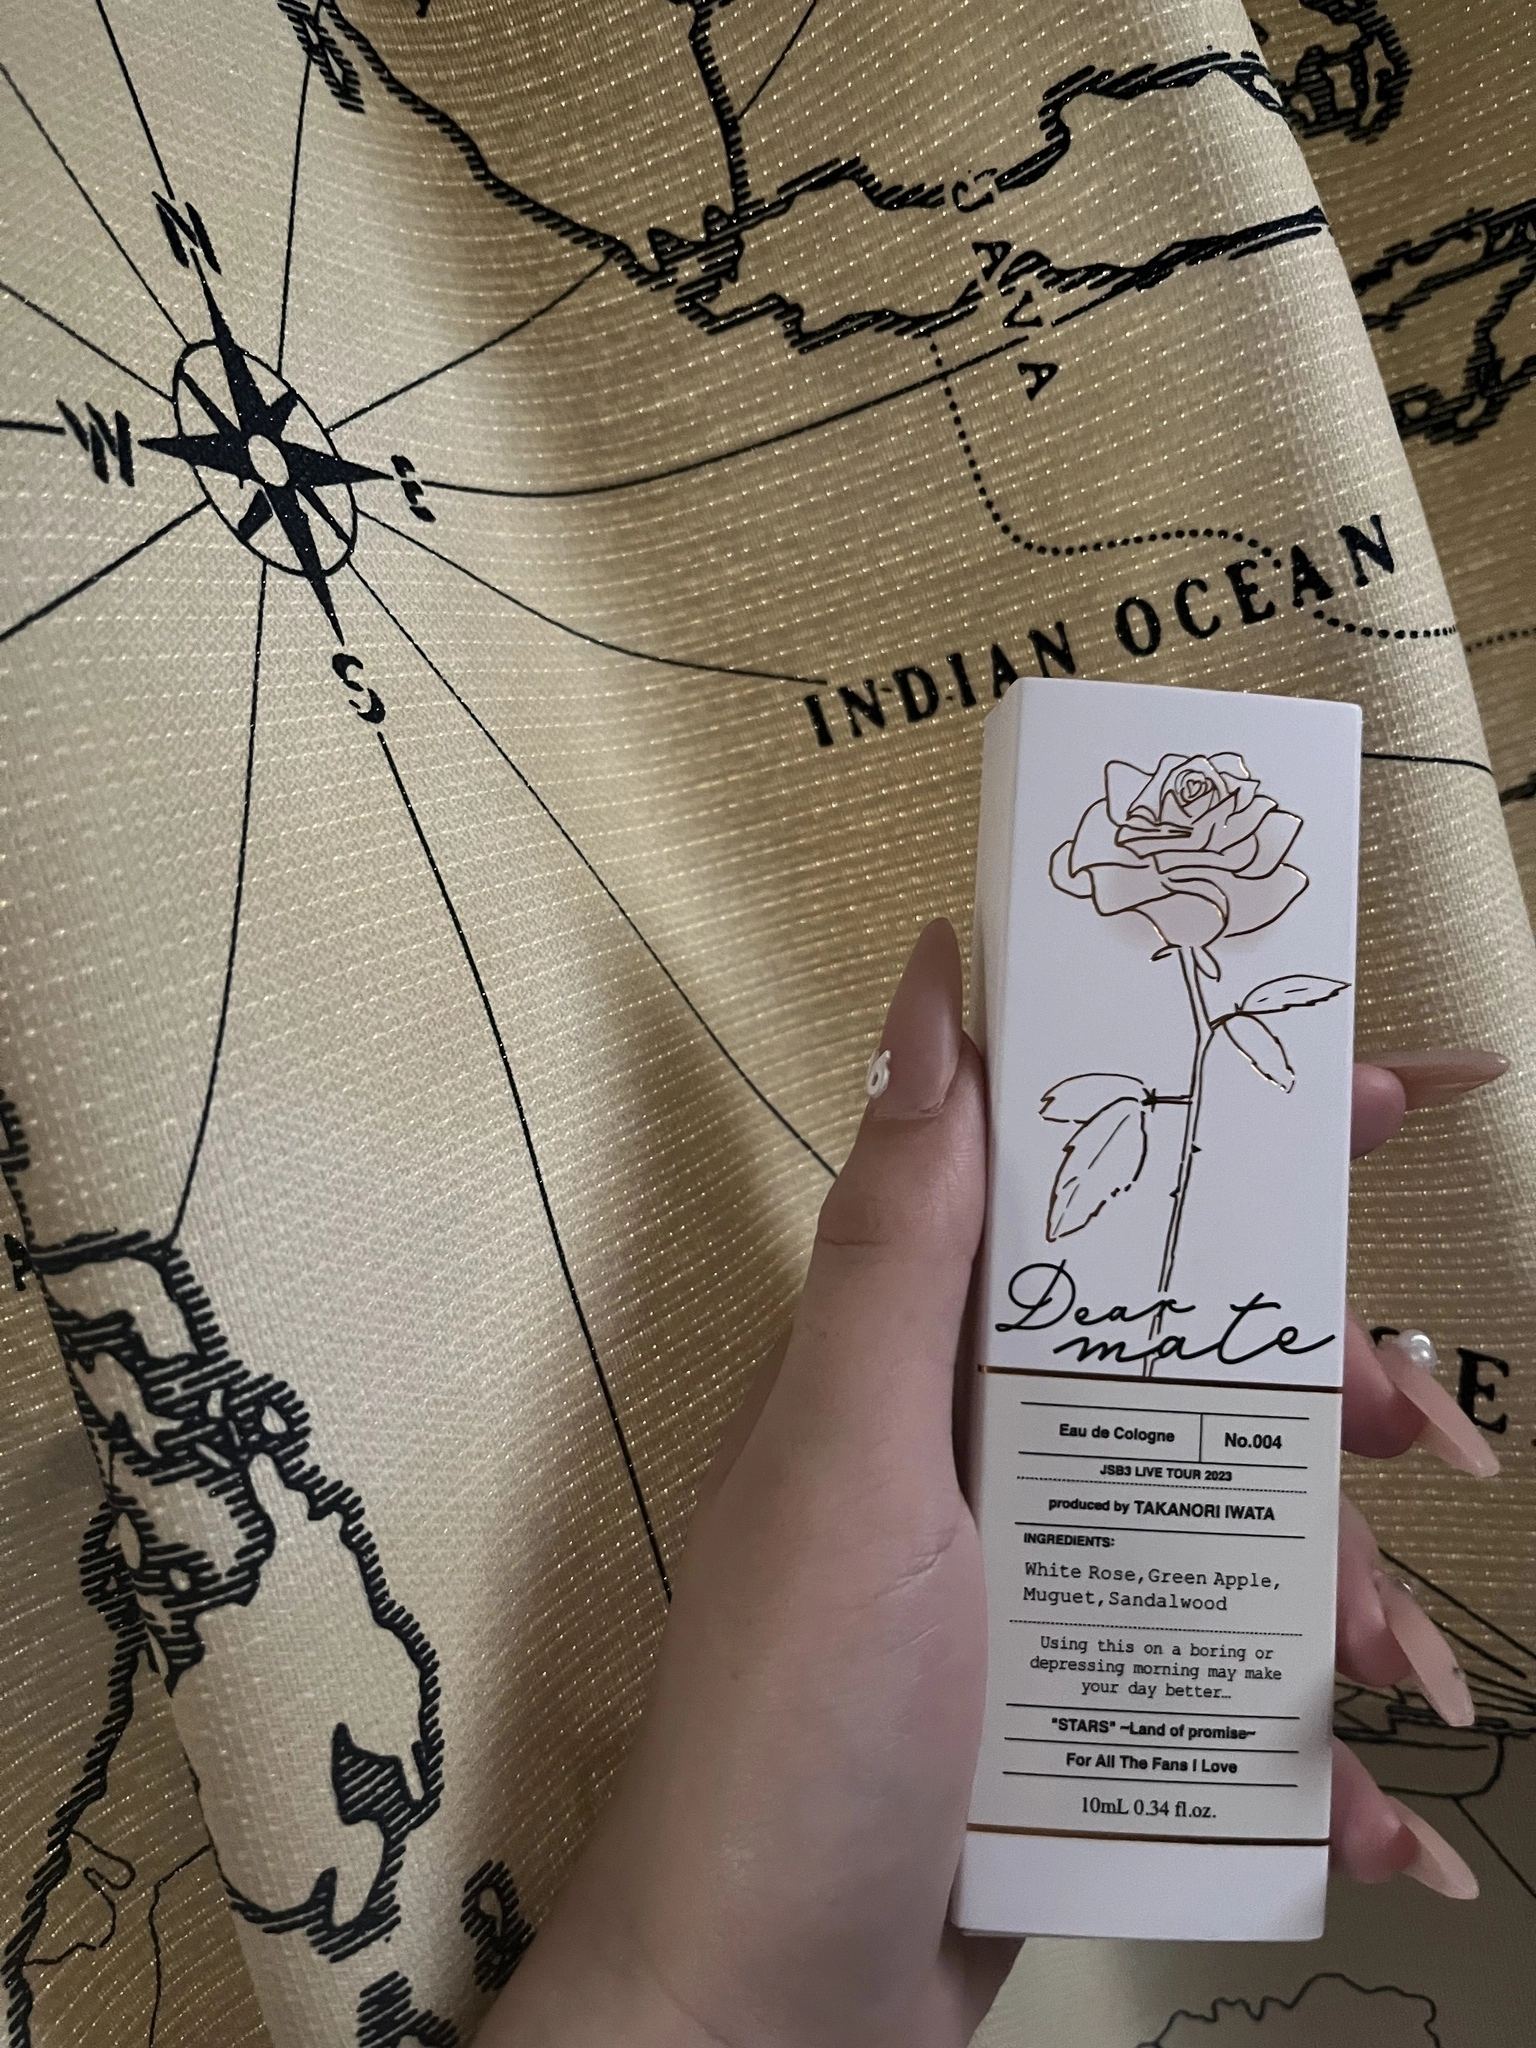 N
W
E
S
JAVA
INDIAN OCEAN
Dear
mate
Eau de Cologne
No.004
JSB3 LIVE TOUR 2023
produced by TAKANORI IWATA
INGREDIENTS:
White Rose,Green Apple,
Muguet,Sandalwood
Using this on a boring or
depressing morning may make
your day better…
"STARS" ~Land of promise~
For All The Fans I Love
10mL 0.34 fl.oz.